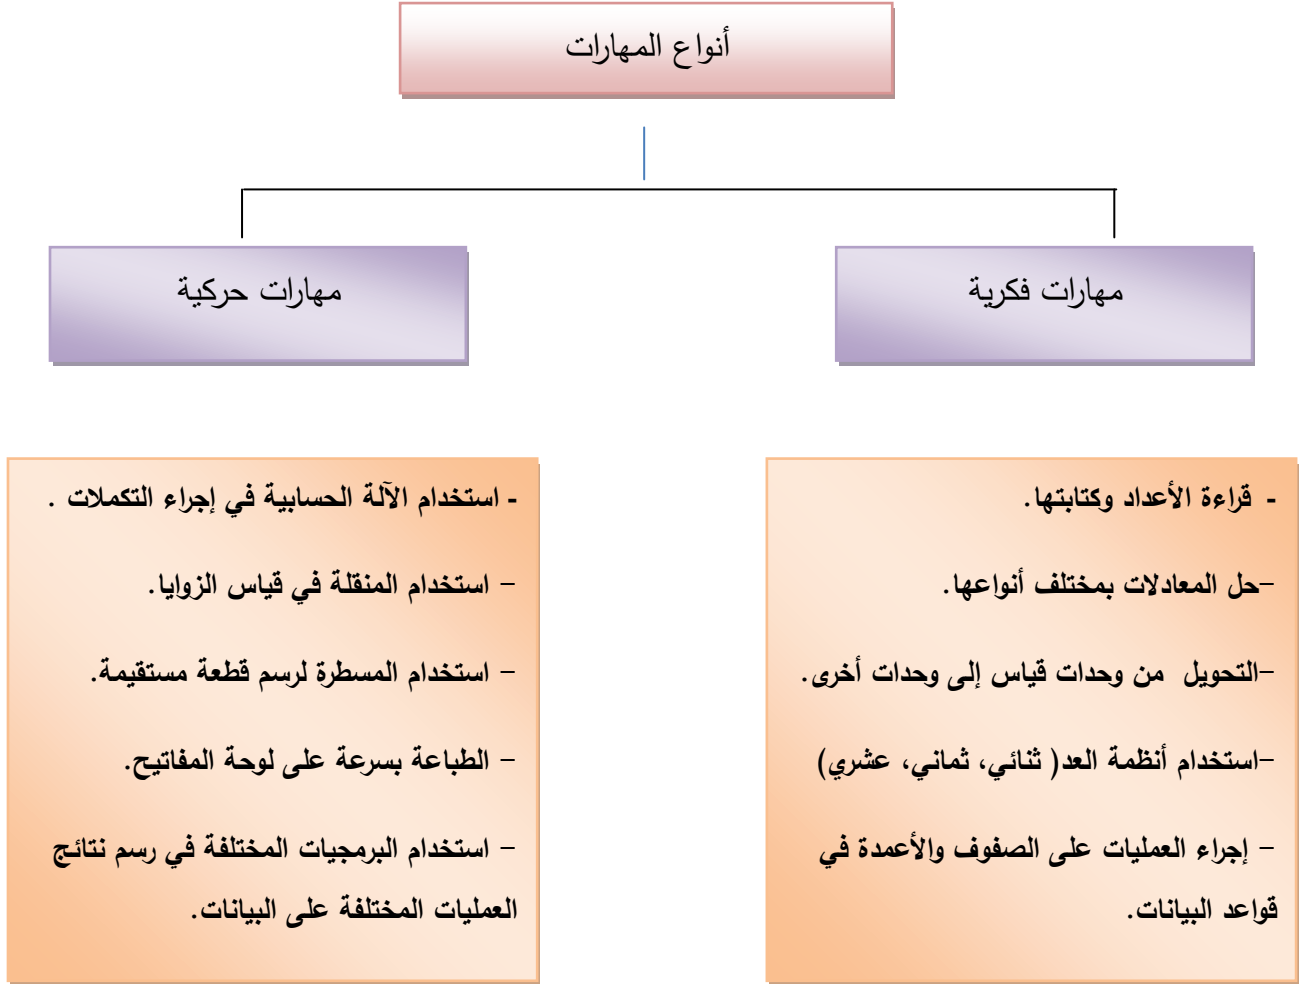 أنواع المهارات
مهارات فكرية
مهارات حركية
- قراءة الأعداد وكتابتها.
–حل المعادلات بمختلف أنواعها.
–التحويل من وحدات قياس إلى وحدات أخرى.
–استخدام أنظمة العد( ثنائي، ثماني، عشري)
– إجراء العمليات على الصفوف والأعمدة في
قواعد البيانات.
- استخدام الآلة الحسابية في إجراء التكملات .
– استخدام المنقلة في قياس الزوايا.
– استخدام المسطرة لرسم قطعة مستقيمة.
– الطباعة بسرعة على لوحة المفاتيح.
– استخدام البرمجيات المختلفة في رسم نتائج
العمليات المختلفة على البيانات.